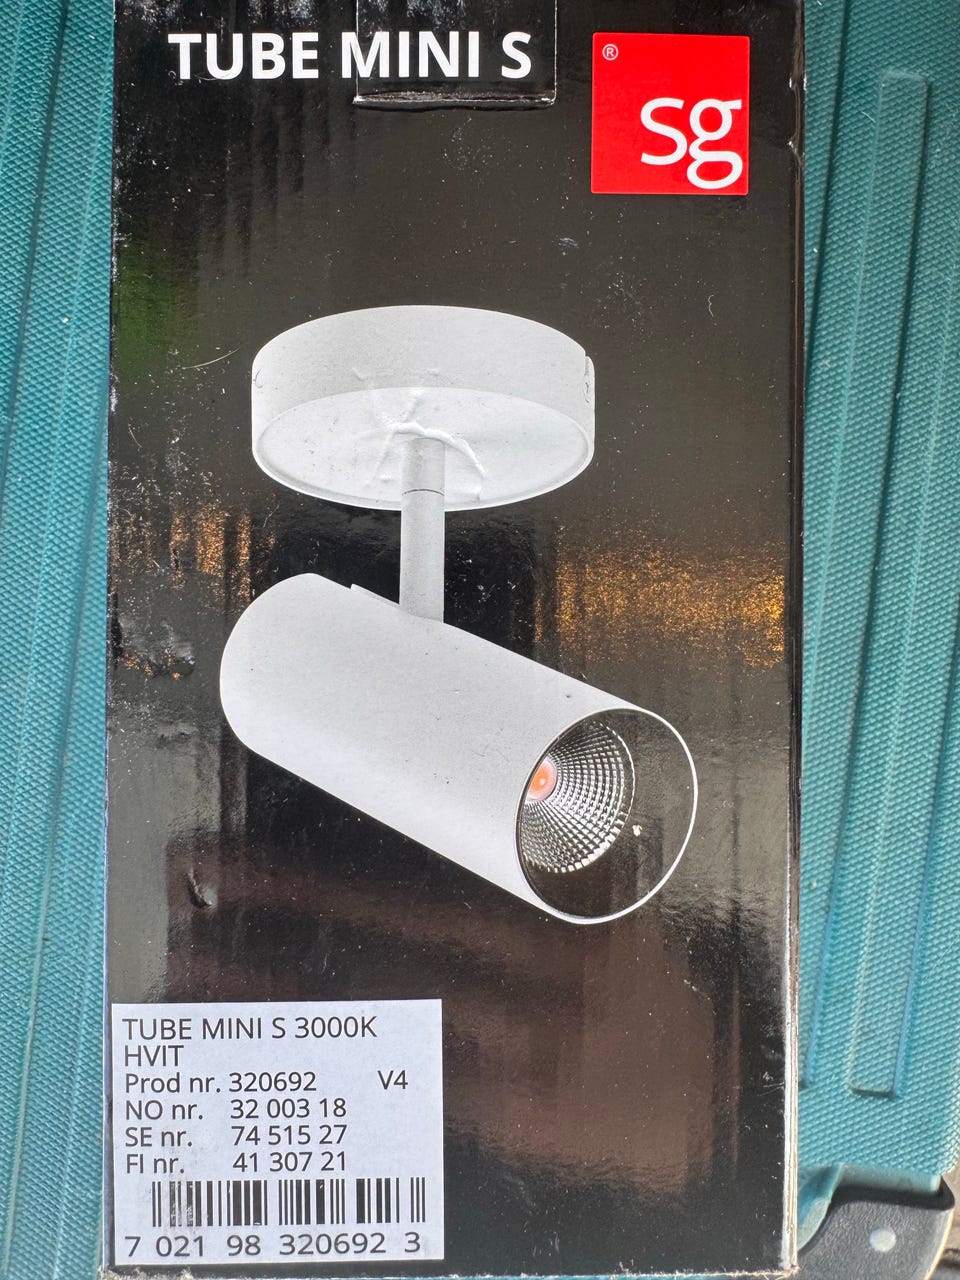 TUBE MINI S
®
sg
TUBE MINI S 3000K
HVIT
Prod nr. 320692 V4
NO nr. 32 003 18
SE nr. 74 515 27
FI nr. 41 307 21
7 021 98 320692 3